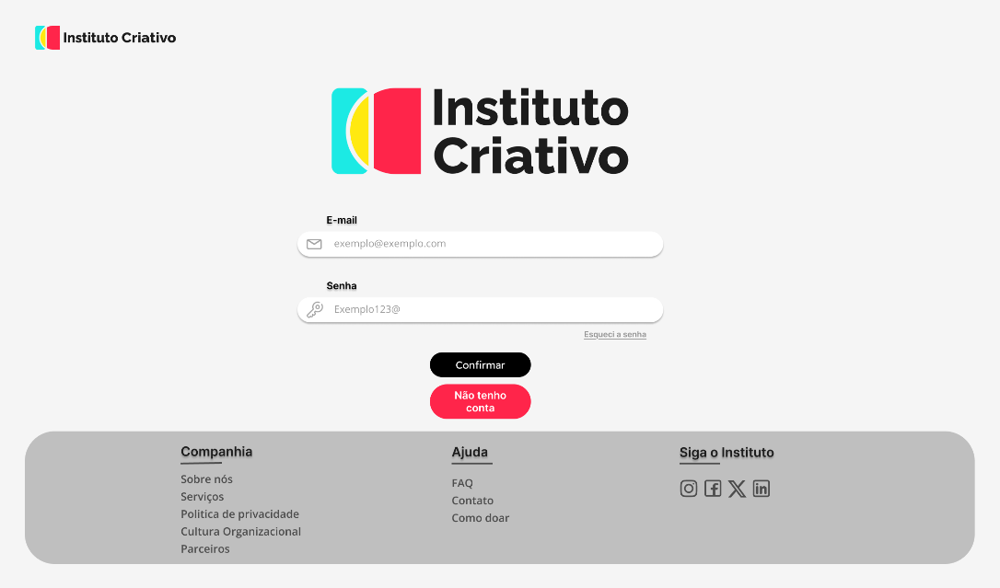 Instituto Criativo
Instituto
Criativo
E-mail
exemplo@exemplo.com
Senha
Exemplo123@
Esqueci a senha
Confirmar
Não tenho
conta
Companhia
Sobre nós
Serviços
Politica de privacidade
Cultura Organizacional
Parceiros
Ajuda
FAQ
Contato
Como doar
Siga o Instituto